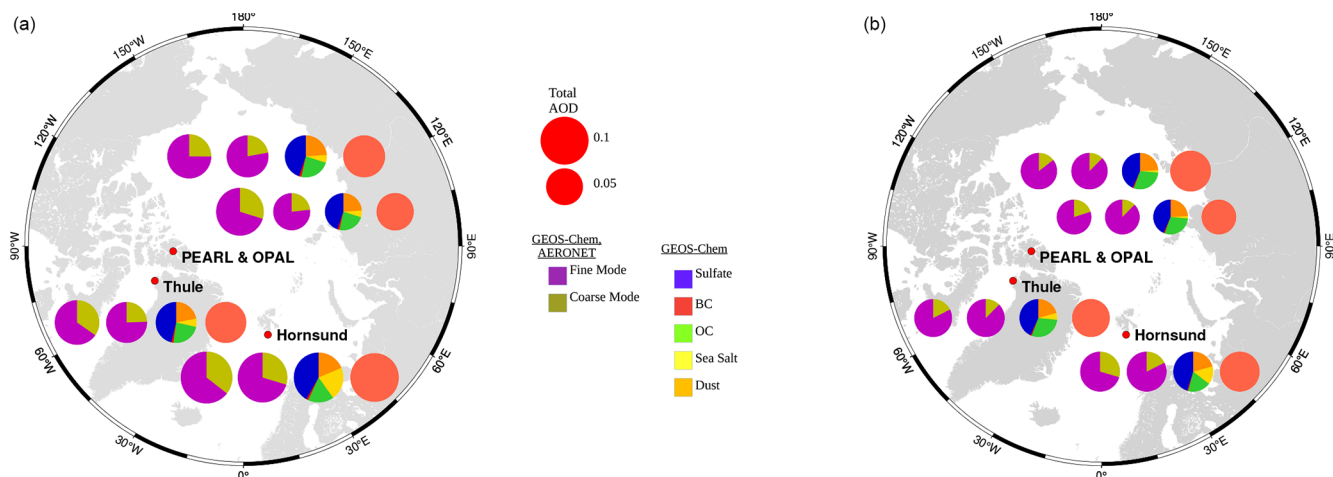 (a)
180°
150°W
150°E
120°W
120°E
90°W
90°E
PEARL & OPAL
Thule
Hornsund
60°W
60°E
30°W
30°E
0°
Total
AOD
0.1
0.05
GEOS-Chem,
AERONET
Fine Mode
Coarse Mode
GEOS-Chem
Sulfate
BC
OC
Sea Salt
Dust
(b)
180°
150°W
150°E
120°W
120°E
90°W
90°E
PEARL & OPAL
Thule
Hornsund
60°W
60°E
30°W
30°E
0°